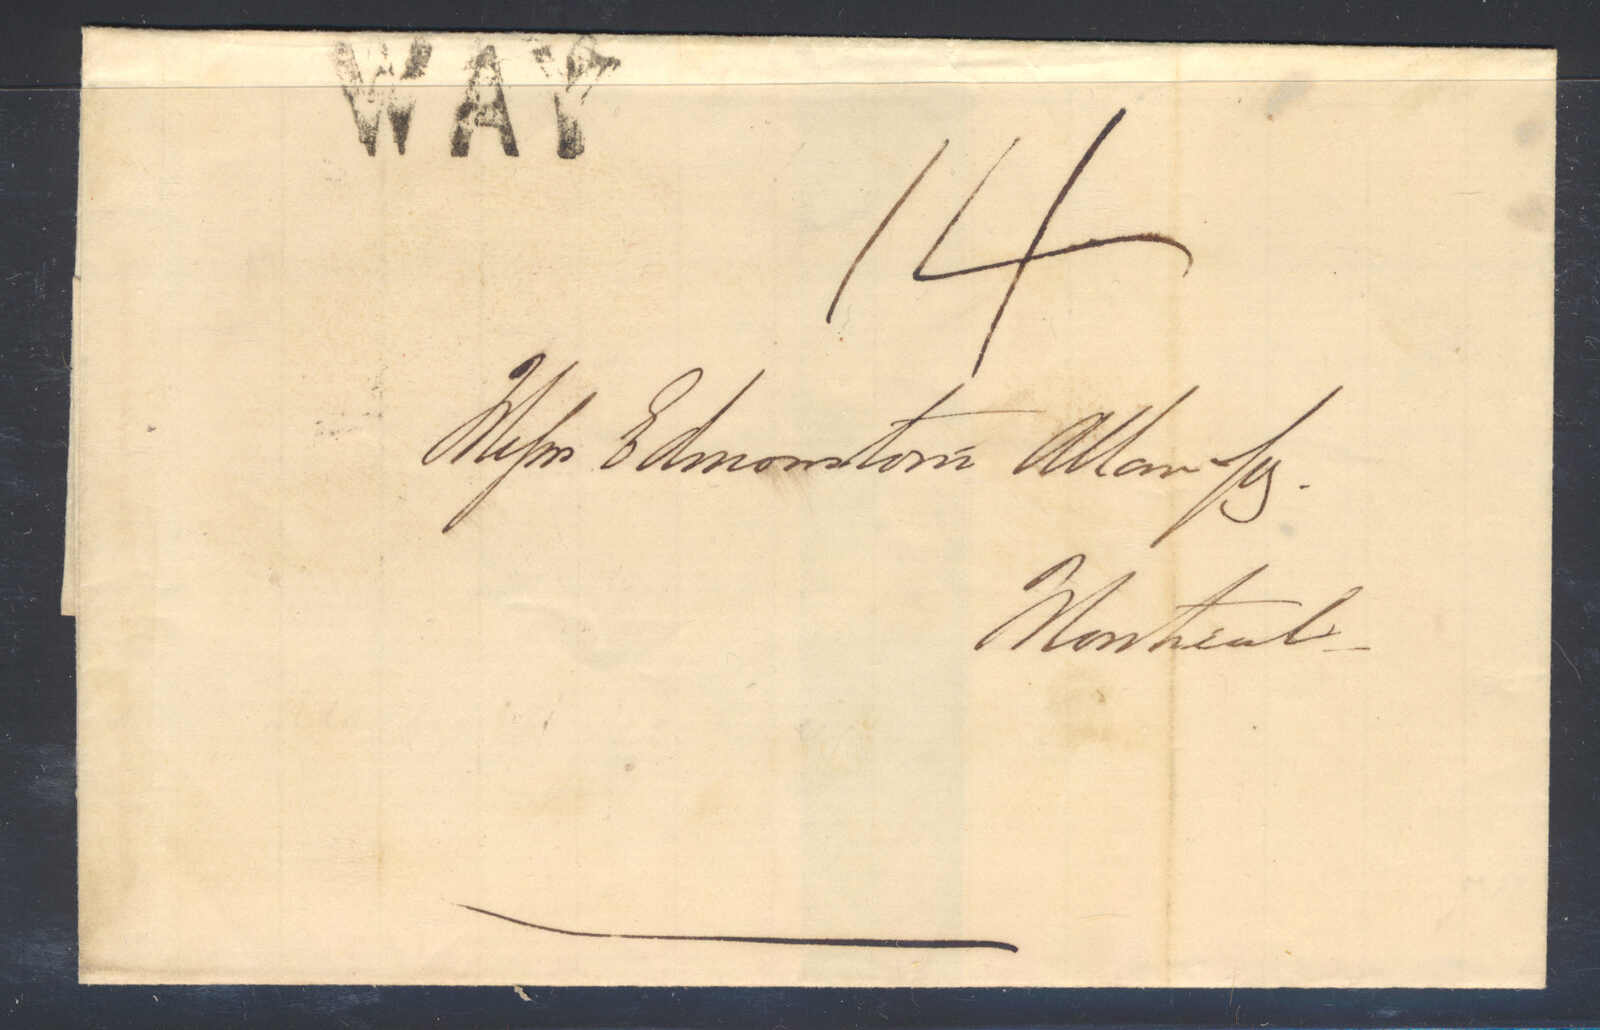 WAY
14
Messrs Edmonstone Allan & Co.
Montreal